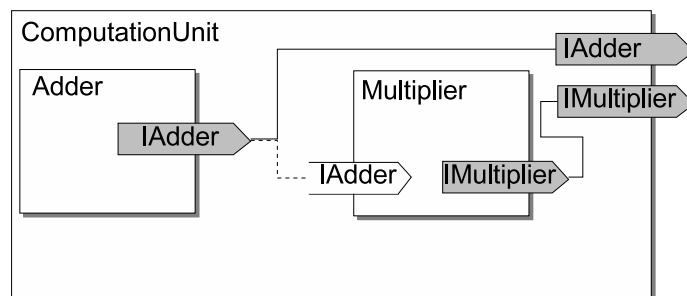 ComputationUnit
IAdder
Adder
Multiplier
IMultiplier
IAdder
IAdder
IMultiplier